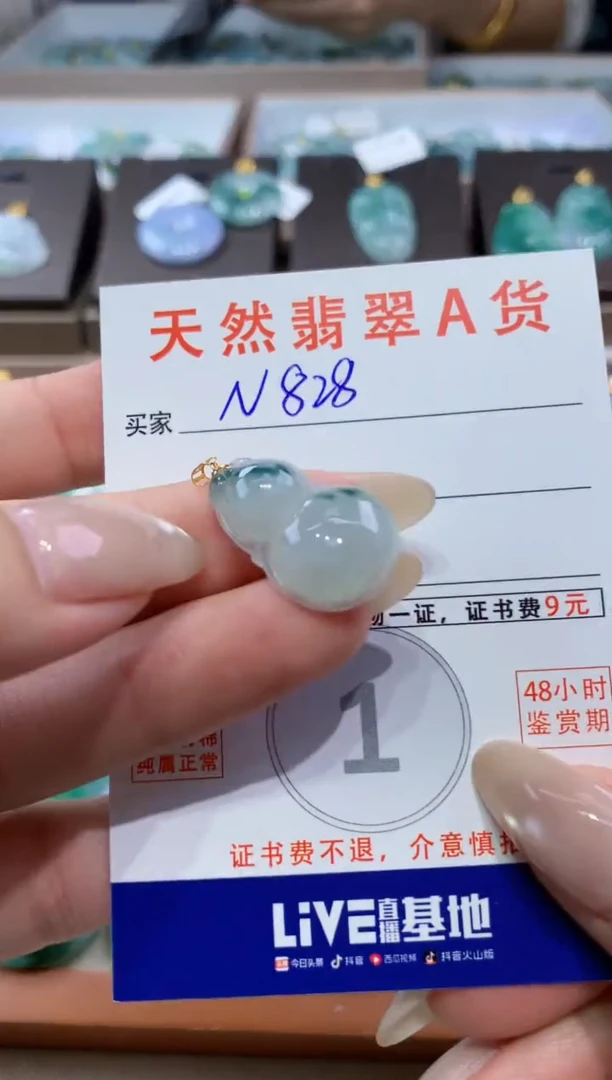 天然翡翠A货
买家 N828
一证，证书费9元
1
48小时
鉴赏期
纯属正常
证书费不退，介意慎拍
LiVE直播基地
今日头条 抖音 西瓜视频 抖音火山版